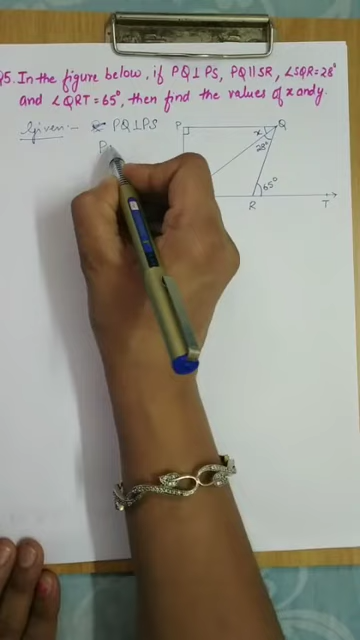 Q5. In the figure below, if PQ⊥PS, PQ||SR, ∠SQR=28°
and ∠QRT=65°, then find the values of x and y.
Given:- PQ⊥PS
P
P
Q
x
28°
65°
R
T